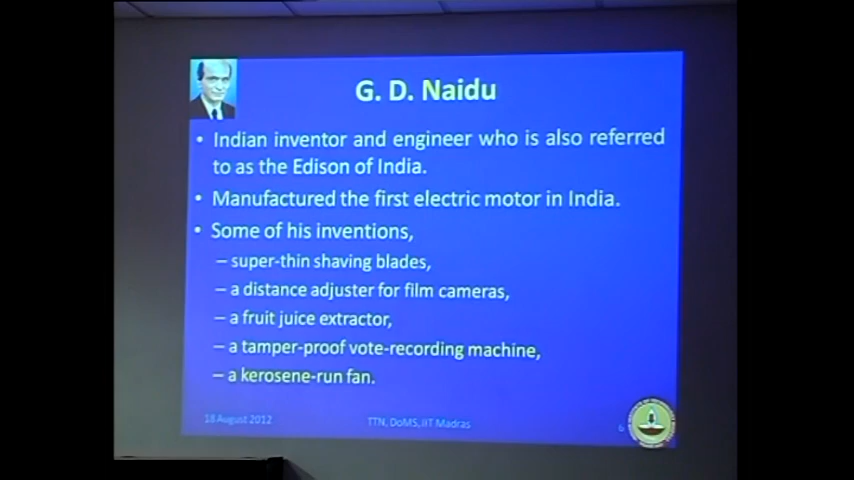 G. D. Naidu
• Indian inventor and engineer who is also referred
to as the Edison of India.
• Manufactured the first electric motor in India.
• Some of his inventions,
– super-thin shaving blades,
– a distance adjuster for film cameras,
– a fruit juice extractor,
– a tamper-proof vote-recording machine,
– a kerosene-run fan.
18 August 2012
TTN, DoMS, IIT Madras
6